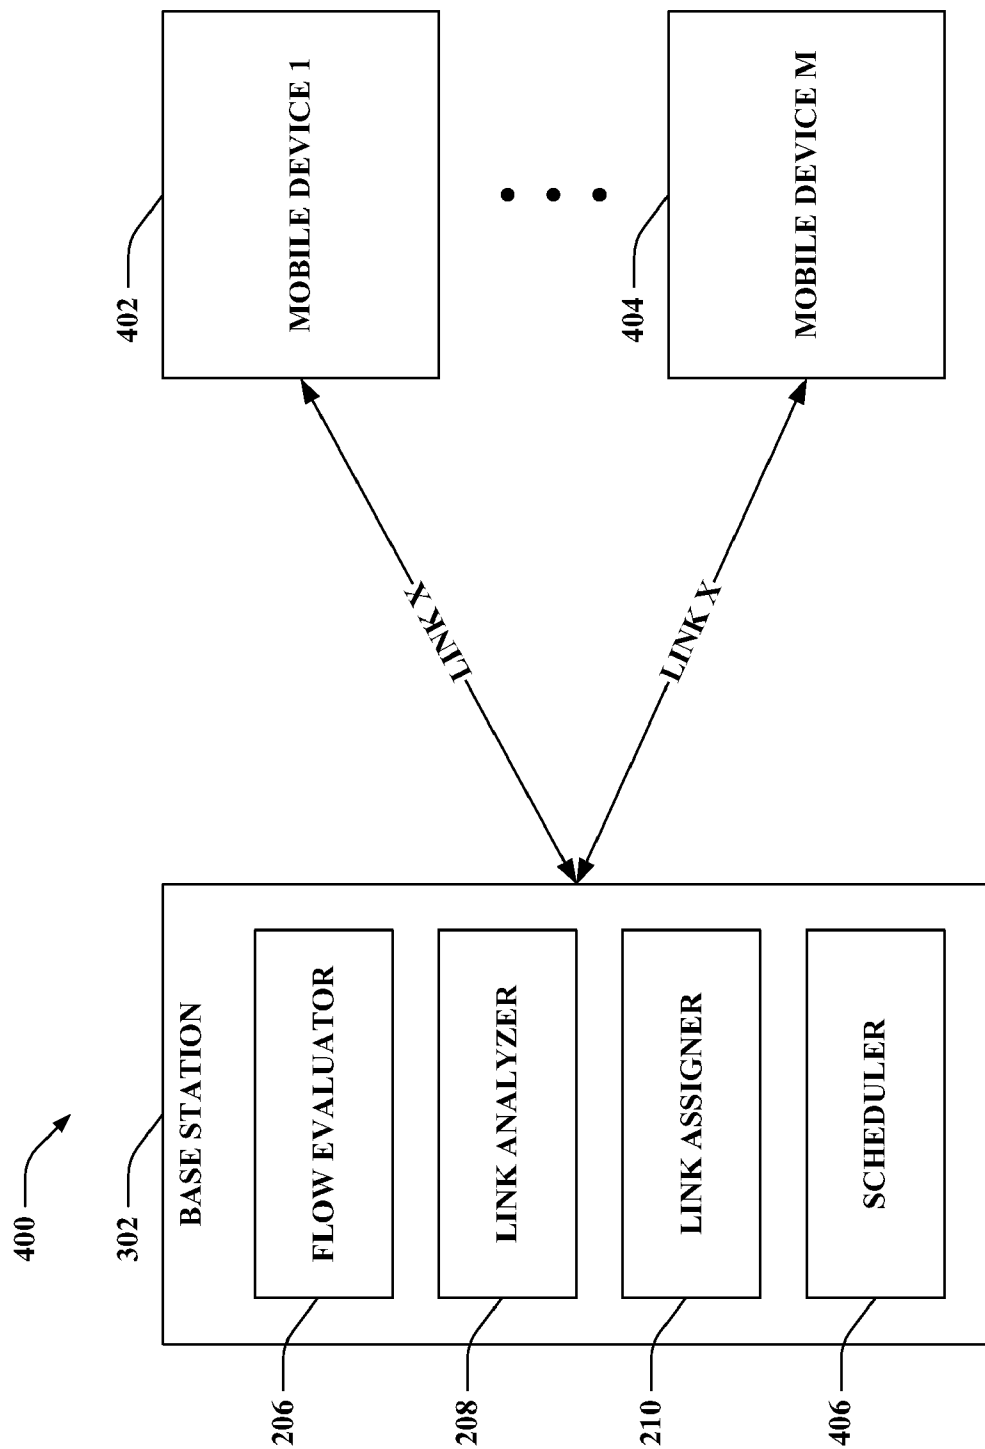 400
302
BASE STATION
206
FLOW EVALUATOR
208
LINK ANALYZER
210
LINK ASSIGNER
406
SCHEDULER
LINK X
LINK X
402
MOBILE DEVICE 1
404
MOBILE DEVICE M